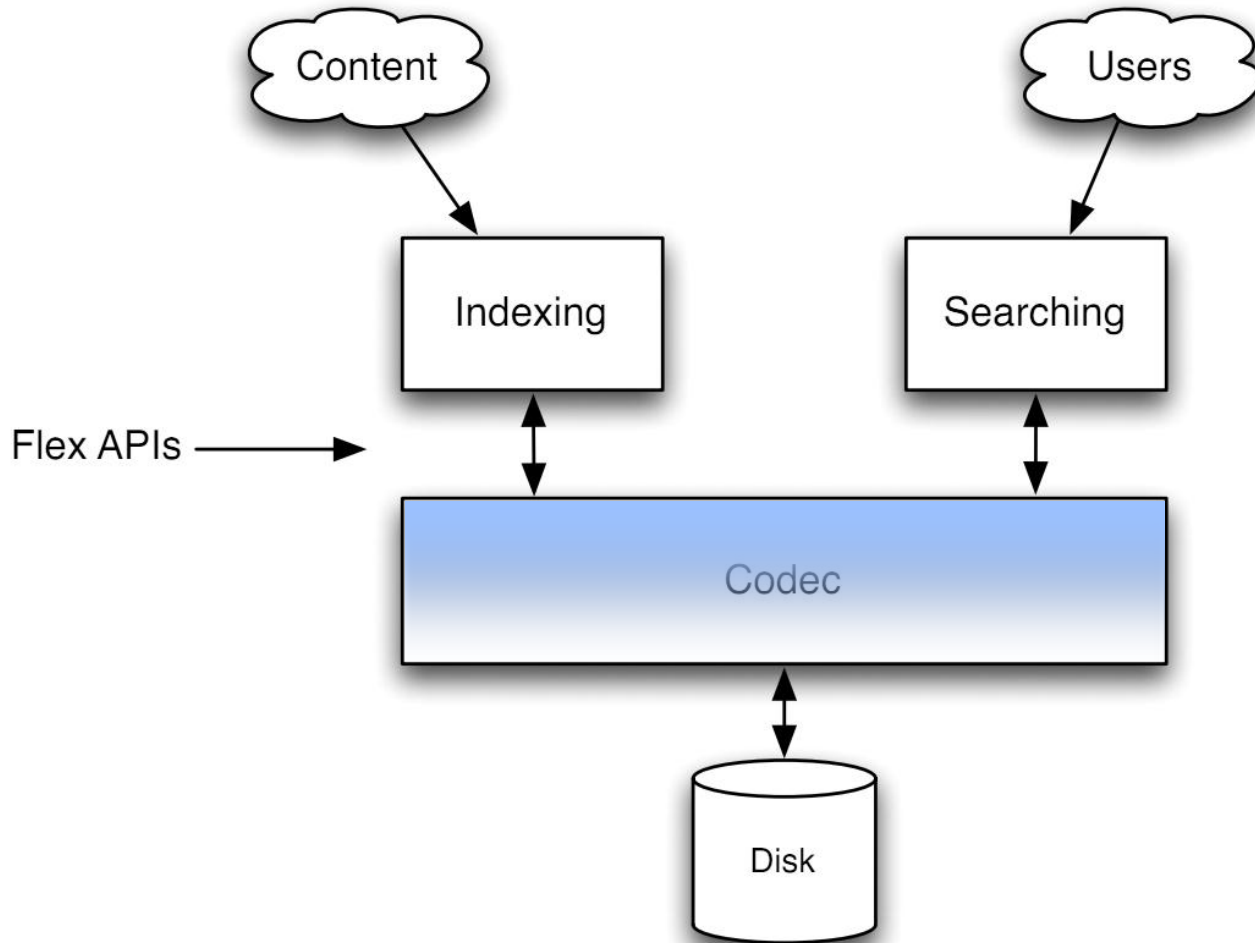 Content
Users
Indexing
Searching
Flex APIs
Codec
Disk